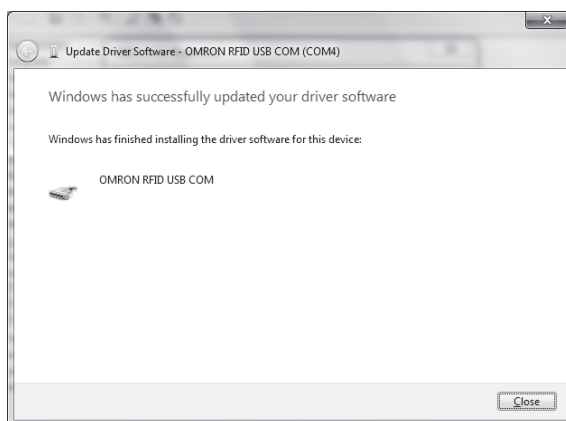 Update Driver Software - OMRON RFID USB COM (COM4)
Windows has successfully updated your driver software
Windows has finished installing the driver software for this device:
OMRON RFID USB COM
Close